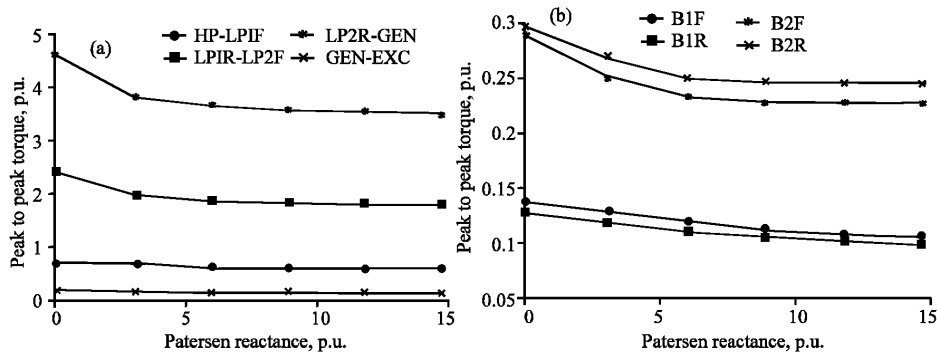 (a)
HP-LPIF
LP2R-GEN
LPIR-LP2F
GEN-EXC
Peak to peak torque, p.u.
5
4
3
2
1
0
0 5 10 15
Patersen reactance, p.u.
(b)
B1F
B2F
B1R
B2R
Peak to peak torque, p.u.
0.3
0.25
0.2
0.15
0.1
0.05
0 5 10 15
Patersen reactance, p.u.